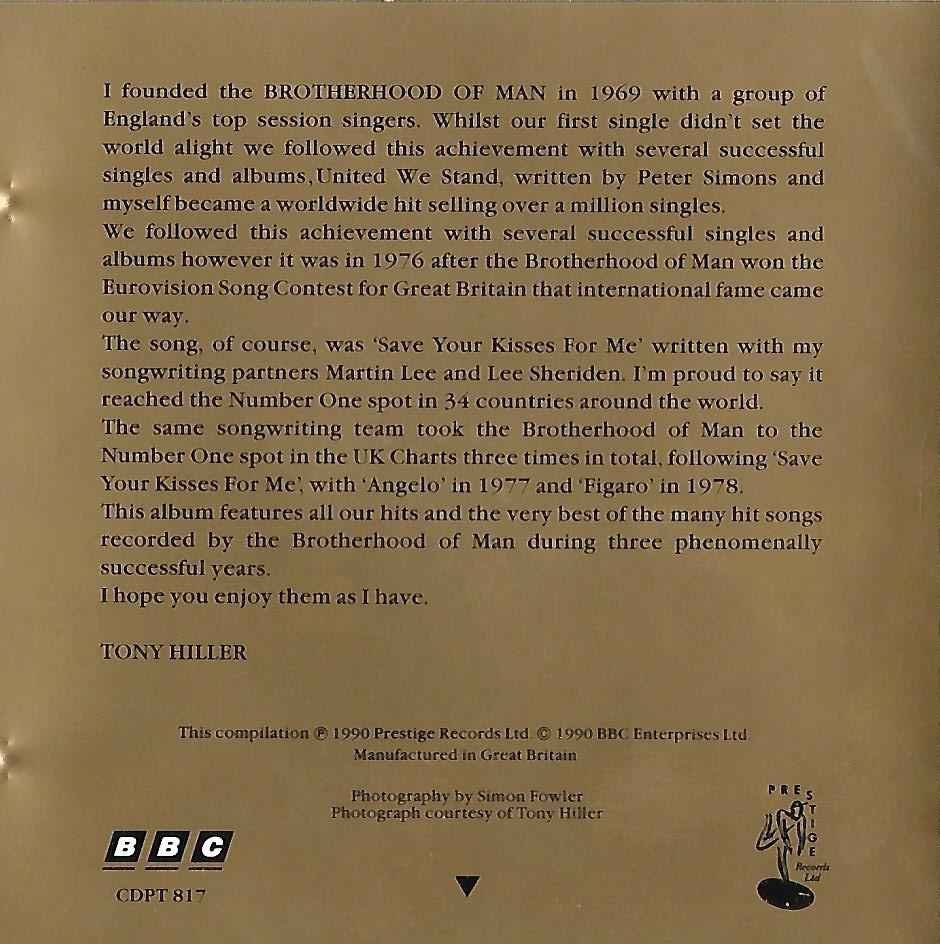 I founded the BROTHERHOOD OF MAN in 1969 with a group of
England's top session singers. Whilst our first single didn't set the
world alight we followed this achievement with several successful
singles and albums,United We Stand, written by Peter Simons and
myself became a worldwide hit selling over a million singles.
We followed this achievement with several successful singles and
albums however it was in 1976 after the Brotherhood of Man won the
Eurovision Song Contest for Great Britain that international fame came
our way.
The song, of course, was 'Save Your Kisses For Me' written with my
songwriting partners Martin Lee and Lee Sheriden. I'm proud to say it
reached the Number One spot in 34 countries around the world.
The same songwriting team took the Brotherhood of Man to the
Number One spot in the UK Charts three times in total, following 'Save
Your Kisses For Me', with 'Angelo' in 1977 and 'Figaro' in 1978.
This album features all our hits and the very best of the many hit songs
recorded by the Brotherhood of Man during three phenomenally
successful years.
I hope you enjoy them as I have.
TONY HILLER
This compilation ℗ 1990 Prestige Records Ltd. © 1990 BBC Enterprises Ltd.
Manufactured in Great Britain
Photography by Simon Fowler
Photograph courtesy of Tony Hiller
BBC
CDPT 817
PRESTIGE
Records
Ltd